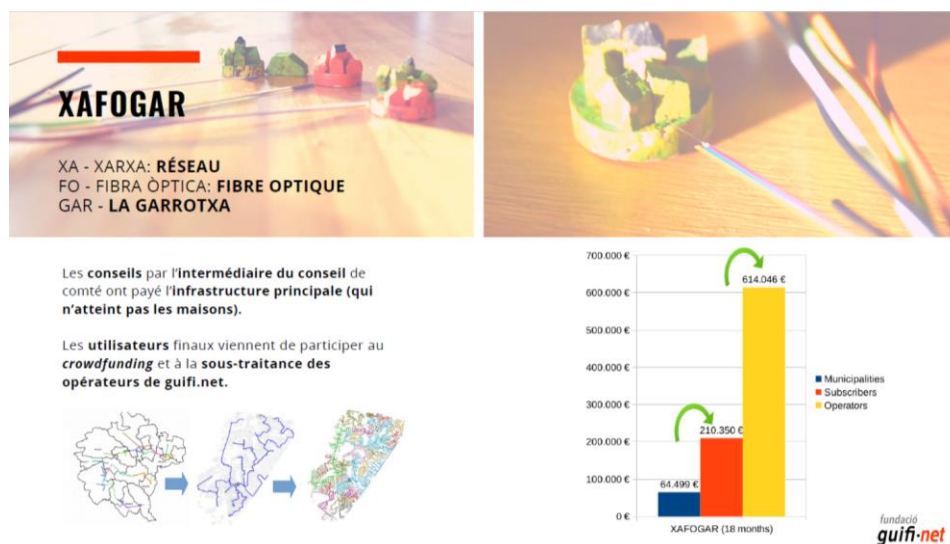 XAFOGAR
XA - XARXA: RÉSEAU
FO - FIBRA ÒPTICA: FIBRE OPTIQUE
GAR - LA GARROTXA
Les conseils par l'intermédiaire du conseil de
comté ont payé l'infrastructure principale (qui
n'atteint pas les maisons).
Les utilisateurs finaux viennent de participer au
crowdfunding et à la sous-traitance des
opérateurs de guifi.net.
700.000 €
600.000 €
500.000 €
400.000 €
300.000 €
200.000 €
100.000 €
0 €
64.499 €
210.350 €
614.046 €
XAFOGAR (18 months)
Municipalities
Subscribers
Operators
fundació
guifi·net